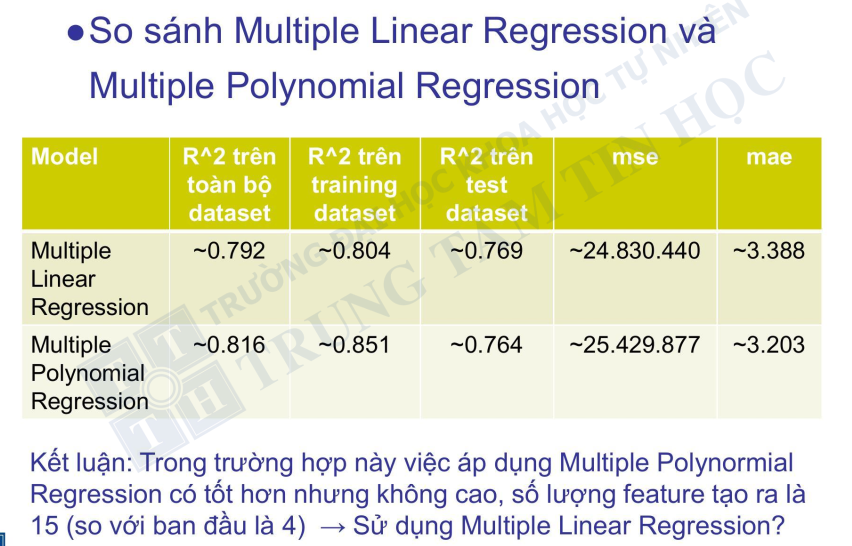 ●So sánh Multiple Linear Regression và
Multiple Polynomial Regression
Model R^2 trên toàn bộ dataset R^2 trên training dataset R^2 trên test dataset mse mae
Multiple Linear Regression ~0.792 ~0.804 ~0.769 ~24.830.440 ~3.388
Multiple Polynomial Regression ~0.816 ~0.851 ~0.764 ~25.429.877 ~3.203
Kết luận: Trong trường hợp này việc áp dụng Multiple Polynormial
Regression có tốt hơn nhưng không cao, số lượng feature tạo ra là
15 (so với ban đầu là 4) → Sử dụng Multiple Linear Regression?
TRƯỜNG ĐẠI HỌC KHOA HỌC TỰ NHIÊN
TRUNG TÂM TIN HỌC